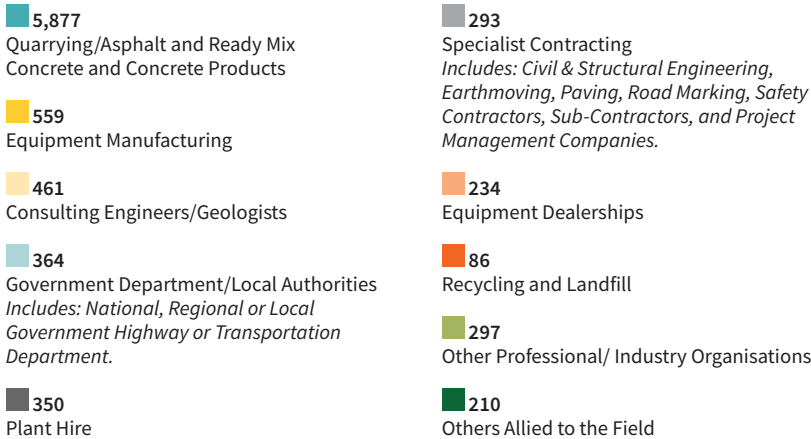 5,877
Quarrying/Asphalt and Ready Mix
Concrete and Concrete Products
559
Equipment Manufacturing
461
Consulting Engineers/Geologists
364
Government Department/Local Authorities
Includes: National, Regional or Local
Government Highway or Transportation
Department.
350
Plant Hire
293
Specialist Contracting
Includes: Civil & Structural Engineering,
Earthmoving, Paving, Road Marking, Safety
Contractors, Sub-Contractors, and Project
Management Companies.
234
Equipment Dealerships
86
Recycling and Landfill
297
Other Professional/ Industry Organisations
210
Others Allied to the Field